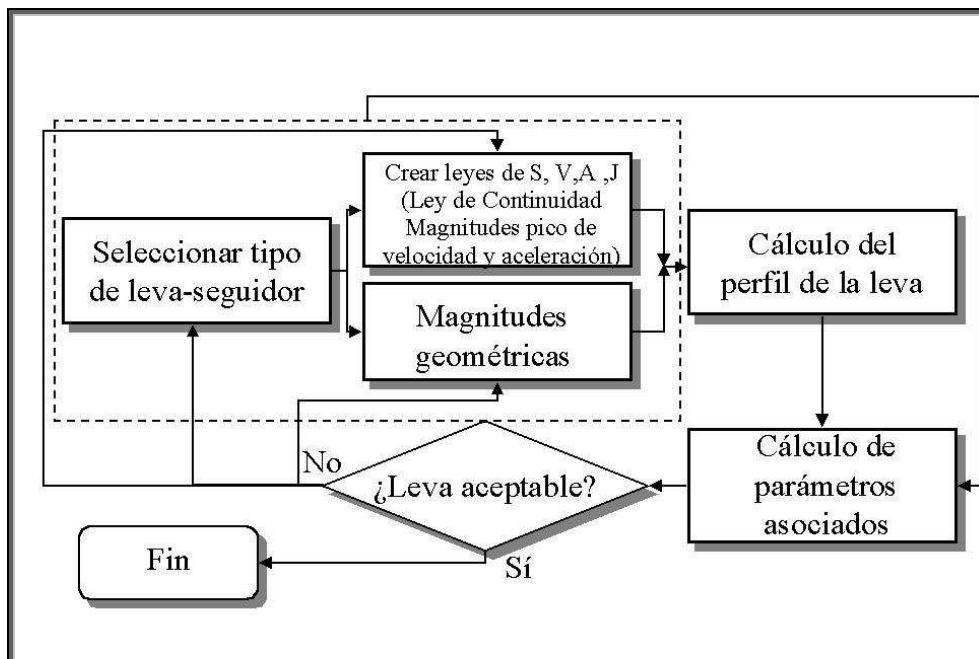 Crear leyes de S, V,A ,J
(Ley de Continuidad
Magnitudes pico de
velocidad y aceleración)
Seleccionar tipo
de leva-seguidor
Magnitudes
geométricas
Cálculo del
perfil de la leva
Cálculo de
parámetros
asociados
¿Leva aceptable?
No
Sí
Fin